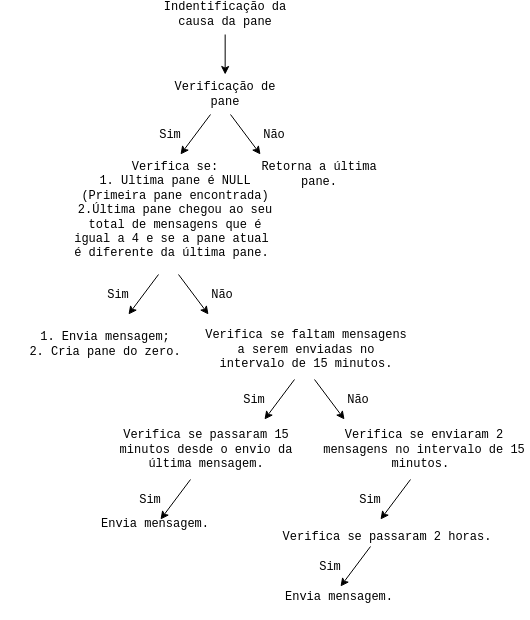 Indentificação da
causa da pane
Verificação de
pane
Sim
Não
Verifica se:
1. Ultima pane é NULL
(Primeira pane encontrada)
2.Última pane chegou ao seu
total de mensagens que é
igual a 4 e se a pane atual
é diferente da última pane.
Retorna a última
pane.
Sim
Não
1. Envia mensagem;
2. Cria pane do zero.
Verifica se faltam mensagens
a serem enviadas no
intervalo de 15 minutos.
Sim
Não
Verifica se passaram 15
minutos desde o envio da
última mensagem.
Verifica se enviaram 2
mensagens no intervalo de 15
minutos.
Sim
Sim
Envia mensagem.
Verifica se passaram 2 horas.
Sim
Envia mensagem.